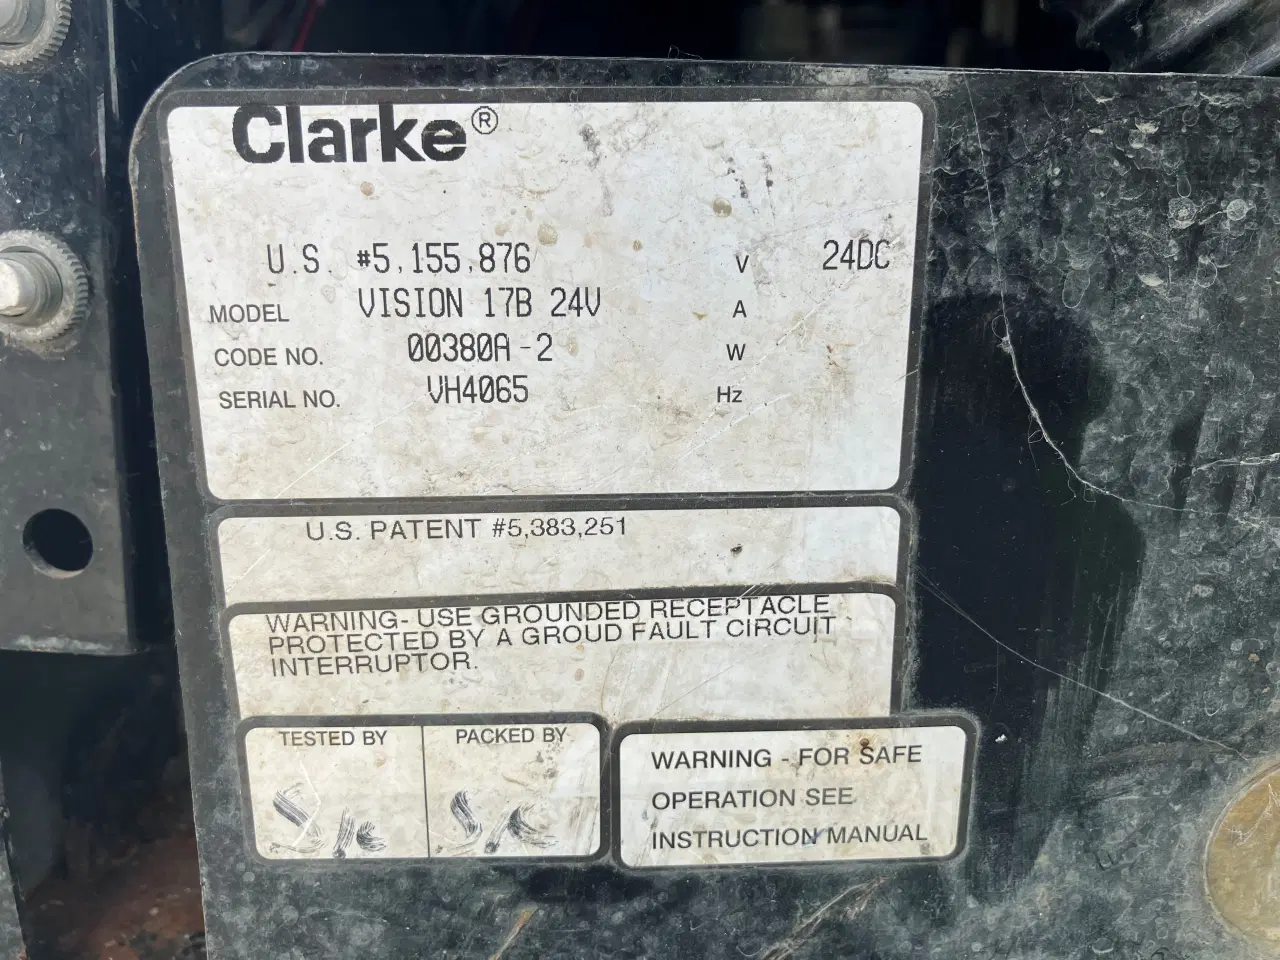 Clarke®
U.S. #5,155,876 V 24DC
MODEL VISION 17B 24V A
CODE NO. 00380A-2 W
SERIAL NO. VH4065 Hz
U.S. PATENT #5,383,251
WARNING- USE GROUNDED RECEPTACLE
PROTECTED BY A GROUD FAULT CIRCUIT
INTERRUPTOR.
TESTED BY PACKED BY
WARNING - FOR SAFE
OPERATION SEE
INSTRUCTION MANUAL